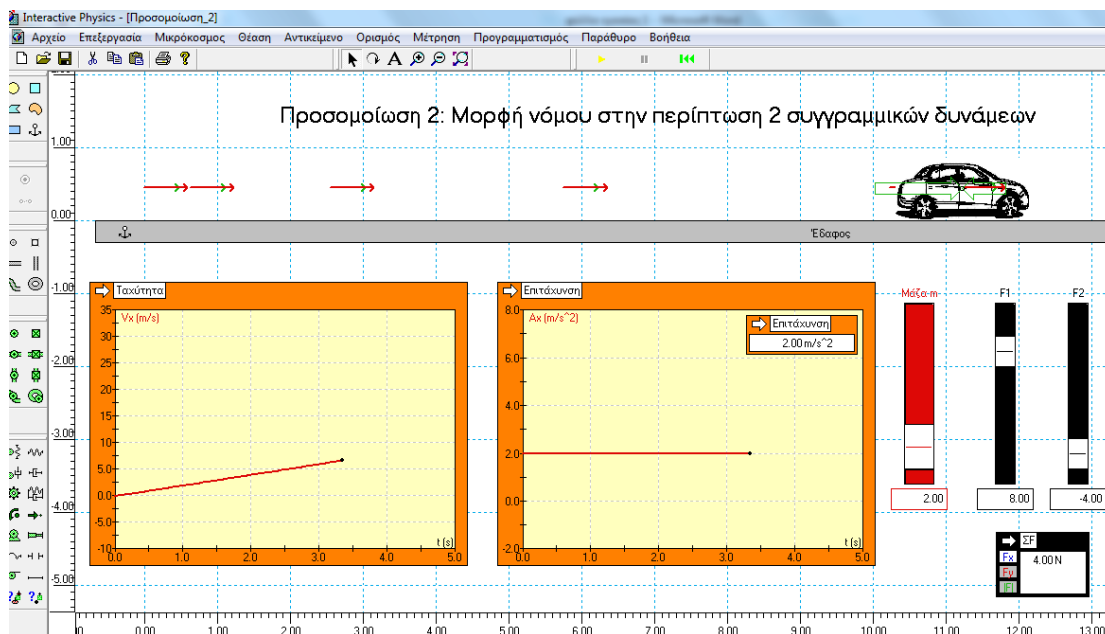 Interactive Physics - [Προσομοίωση_2]
Αρχείο Επεξεργασία Μικρόκοσμος Θέαση Αντικείμενο Ορισμός Μέτρηση Προγραμματισμός Παράθυρο Βοήθεια
Προσομοίωση 2: Μορφή νόμου στην περίπτωση 2 συγγραμμικών δυνάμεων
1.00
0.00
Έδαφος
-1.00
Ταχύτητα
Vx (m/s)
35
30
25
20
15
10
5.0
0.0
-5.0
-10
0.0 1.0 2.0 3.0 4.0 5.0
t (s)
Επιτάχυνση
Ax (m/s^2)
8.0
6.0
4.0
2.0
0.0
-2.0
0.0 1.0 2.0 3.0 4.0 5.0
t (s)
Επιτάχυνση
2.00 m/s^2
Μάζα m F1 F2
2.00 8.00 -4.00
ΣF
Fx
Fy
|F|
4.00 N
-2.00
-3.00
-4.00
-5.00
0.00 1.00 2.00 3.00 4.00 5.00 6.00 7.00 8.00 9.00 10.00 11.00 12.00 13.00